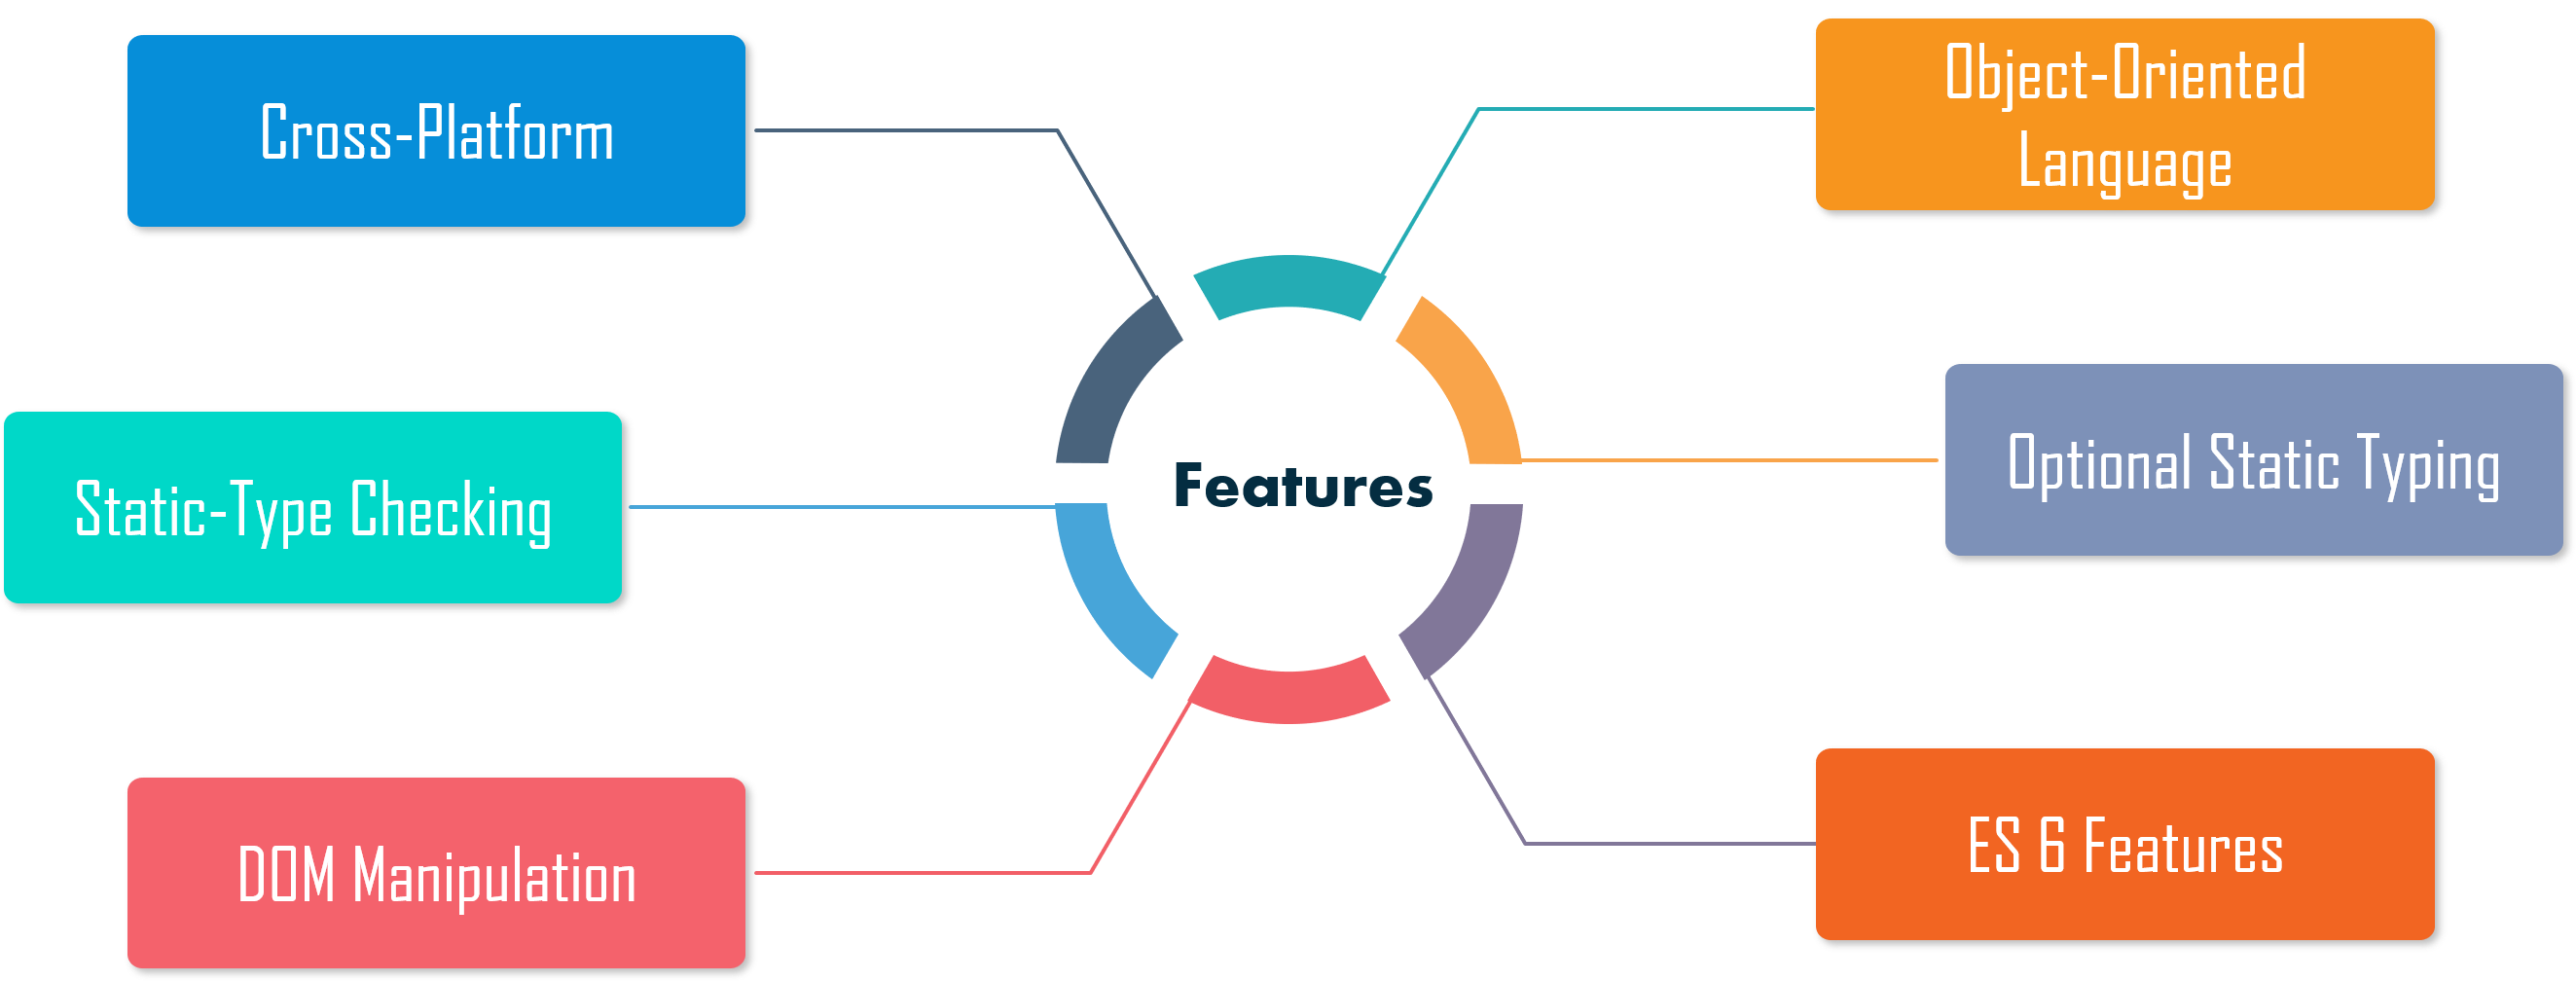 Cross-Platform
Object-Oriented
Language
Static-Type Checking
Features
Optional Static Typing
DOM Manipulation
ES 6 Features